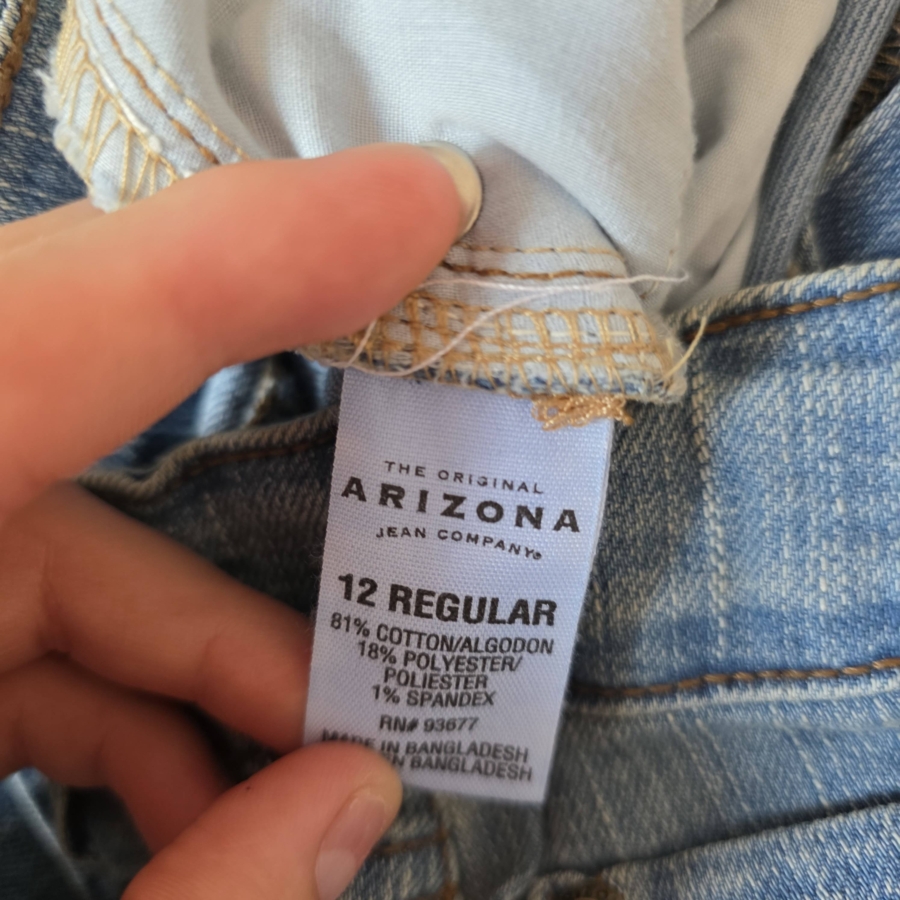 THE ORIGINAL
ARIZONA
JEAN COMPANY®
12 REGULAR
81% COTTON/ALGODON
18% POLYESTER/
POLIESTER
1% SPANDEX
RN# 93677
MADE IN BANGLADESH
BANGLADESH